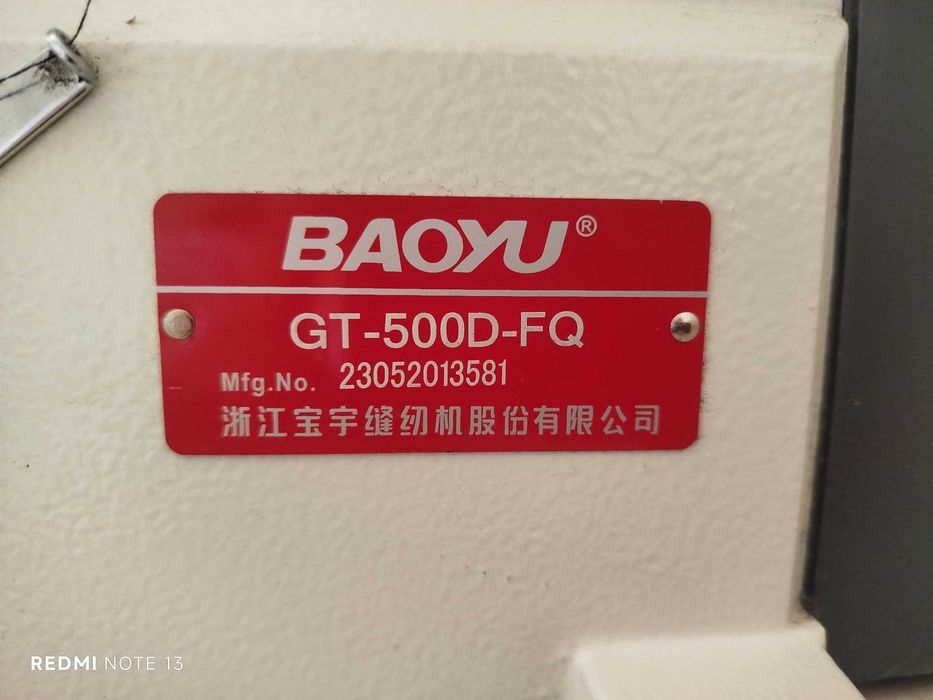 BAOYU®
GT-500D-FQ
Mfg.No. 23052013581
浙江宝宇缝纫机股份有限公司
REDMI NOTE 13